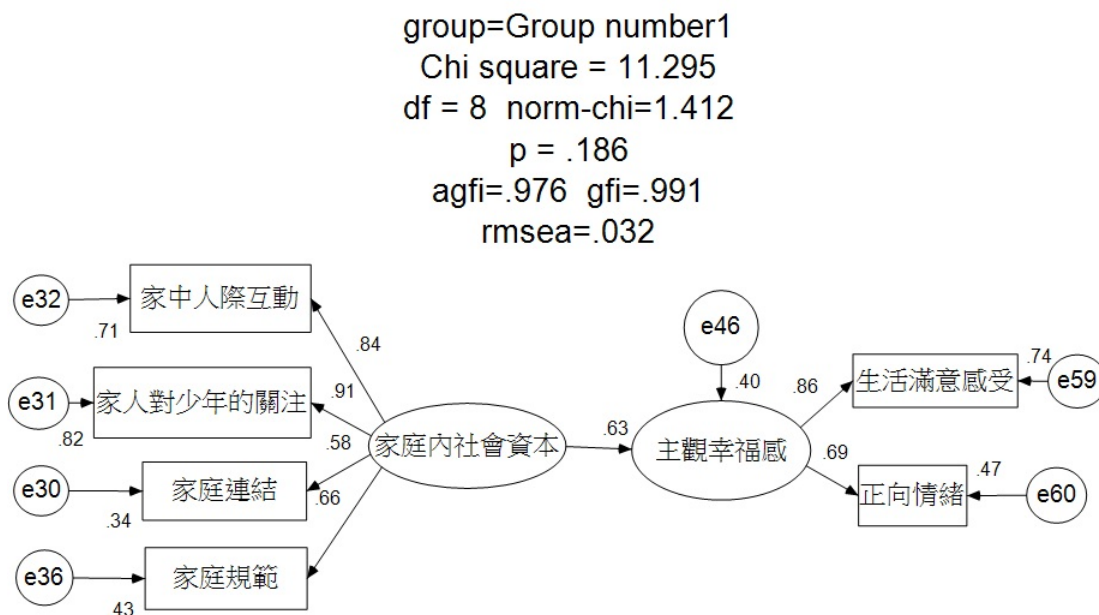 group=Group number1
Chi square = 11.295
df = 8 norm-chi=1.412
p = .186
agfi=.976 gfi=.991
rmsea=.032
e32
家中人際互動
.71
.84
e31
家人對少年的關注
.82
.91
e30
家庭連結
.34
.58
e36
家庭規範
.43
.66
家庭內社會資本
.63
e46
.40
主觀幸福感
.86
生活滿意感受
.74
e59
.69
正向情緒
.47
e60